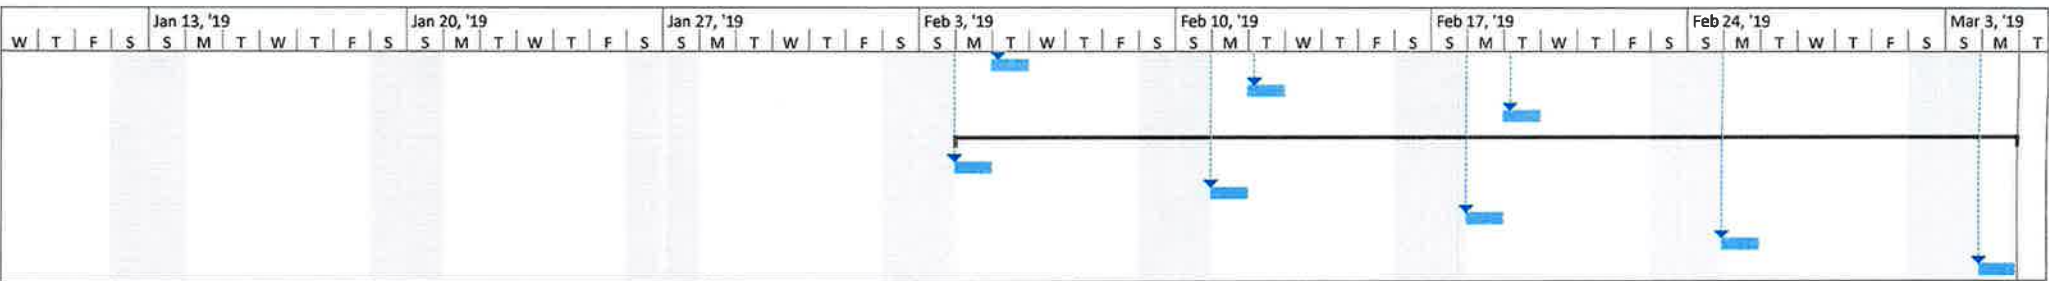 Jan 13, '19 Jan 20, '19 Jan 27, '19 Feb 3, '19 Feb 10, '19 Feb 17, '19 Feb 24, '19 Mar 3, '19
W T F S S M T W T F S S M T W T F S S M T W T F S S M T W T F S S M T W T F S S M T W T F S S M T W T F S S M T